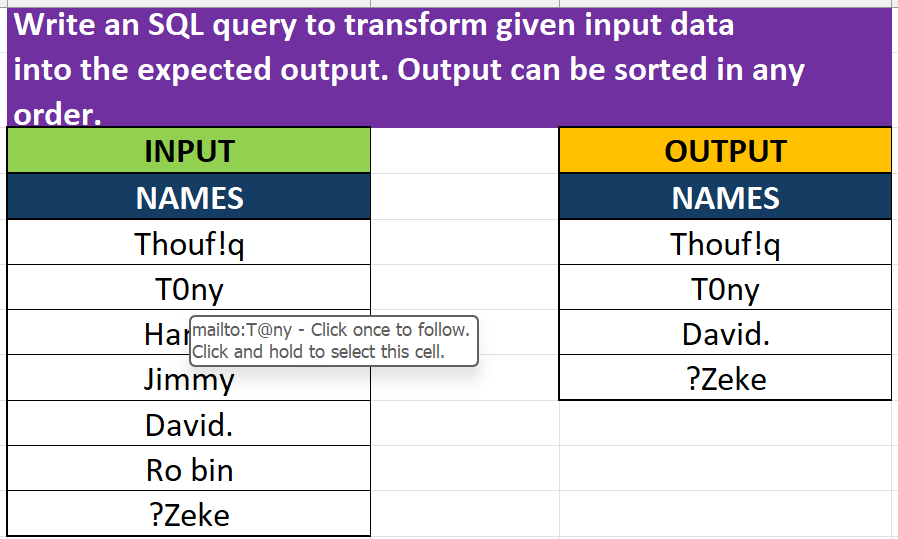 Write an SQL query to transform given input data
into the expected output. Output can be sorted in any
order.
INPUT
OUTPUT
NAMES
NAMES
Thouf!q
Thouf!q
T0ny
T0ny
mailto:T@ny - Click once to follow.
Click and hold to select this cell.
David.
Jimmy
?Zeke
David.
Ro bin
?Zeke